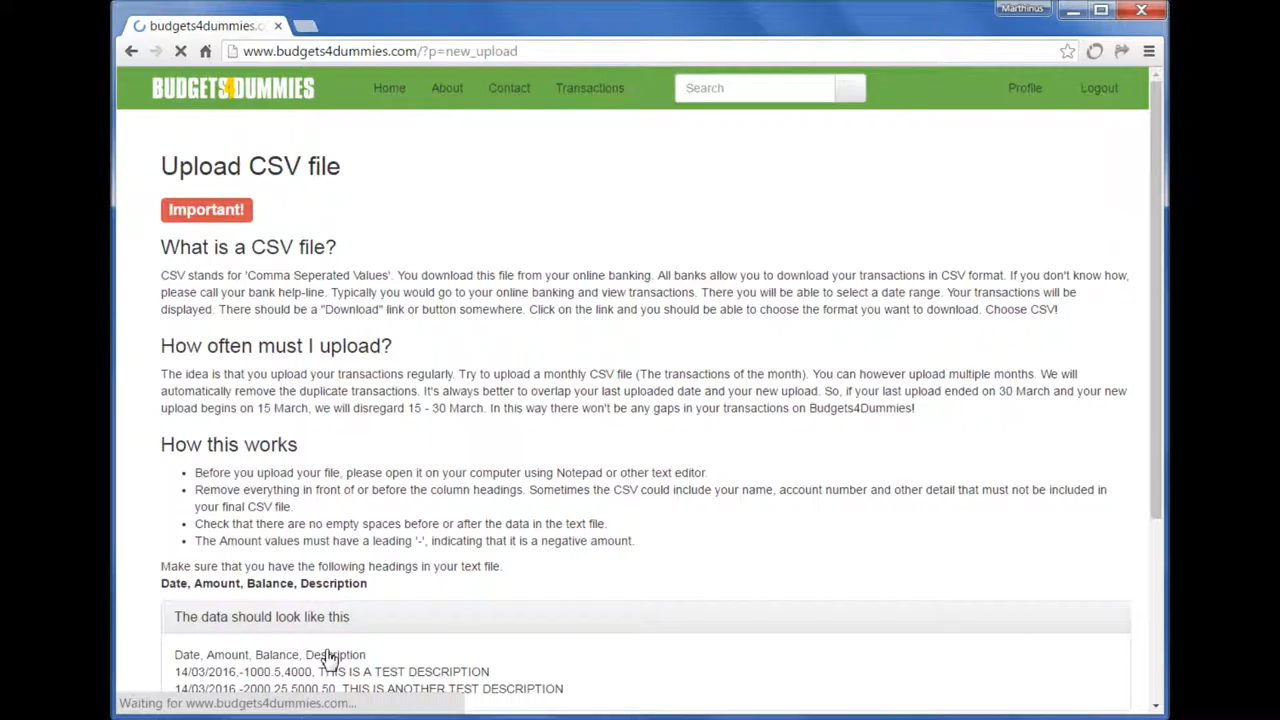 Marthinus
budgets4dummies.c
www.budgets4dummies.com/?p=new_upload
BUDGETS4DUMMIES Home About Contact Transactions Search Profile Logout
Upload CSV file
Important!
What is a CSV file?
CSV stands for 'Comma Seperated Values'. You download this file from your online banking. All banks allow you to download your transactions in CSV format. If you don't know how,
please call your bank help-line. Typically you would go to your online banking and view transactions. There you will be able to select a date range. Your transactions will be
displayed. There should be a "Download" link or button somewhere. Click on the link and you should be able to choose the format you want to download. Choose CSV!
How often must I upload?
The idea is that you upload your transactions regularly. Try to upload a monthly CSV file (The transactions of the month). You can however upload multiple months. We will
automatically remove the duplicate transactions. It's always better to overlap your last uploaded date and your new upload. So, if your last upload ended on 30 March and your new
upload begins on 15 March, we will disregard 15 - 30 March. In this way there won't be any gaps in your transactions on Budgets4Dummies!
How this works
• Before you upload your file, please open it on your computer using Notepad or other text editor.
• Remove everything in front of or before the column headings. Sometimes the CSV could include your name, account number and other detail that must not be included in
your final CSV file.
• Check that there are no empty spaces before or after the data in the text file.
• The Amount values must have a leading '-', indicating that it is a negative amount.
Make sure that you have the following headings in your text file.
Date, Amount, Balance, Description
The data should look like this
Date, Amount, Balance, Description
14/03/2016,-1000.5,4000, THIS IS A TEST DESCRIPTION
14/03/2016,-2000.25,5000.50, THIS IS ANOTHER TEST DESCRIPTION
Waiting for www.budgets4dummies.com...